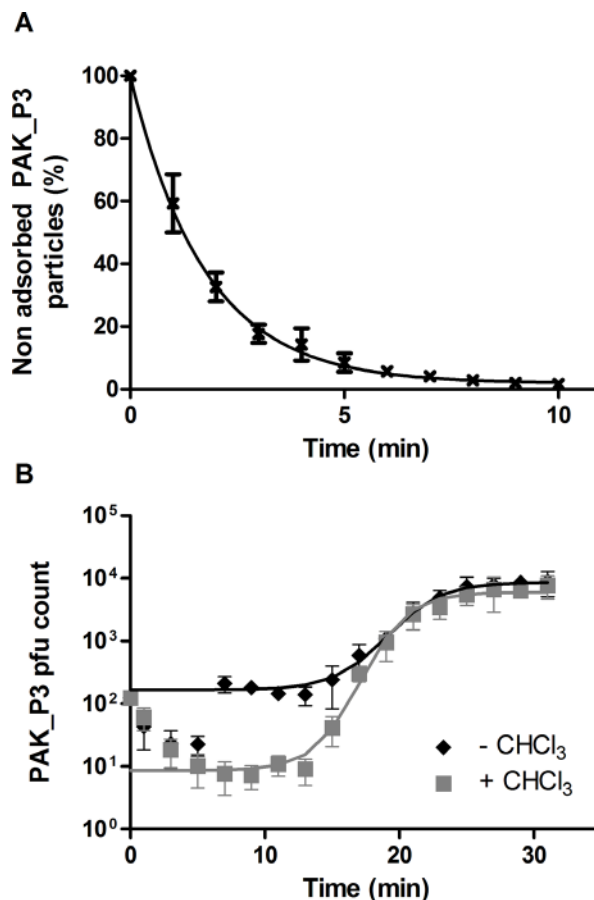 A
Non adsorbed PAK_P3
particles (%)
100
80
60
40
20
0
0 5 10
Time (min)
B
PAK_P3 pfu count
10⁵
10⁴
10³
10²
10¹
10⁰
- CHCl₃
+ CHCl₃
0 10 20 30
Time (min)